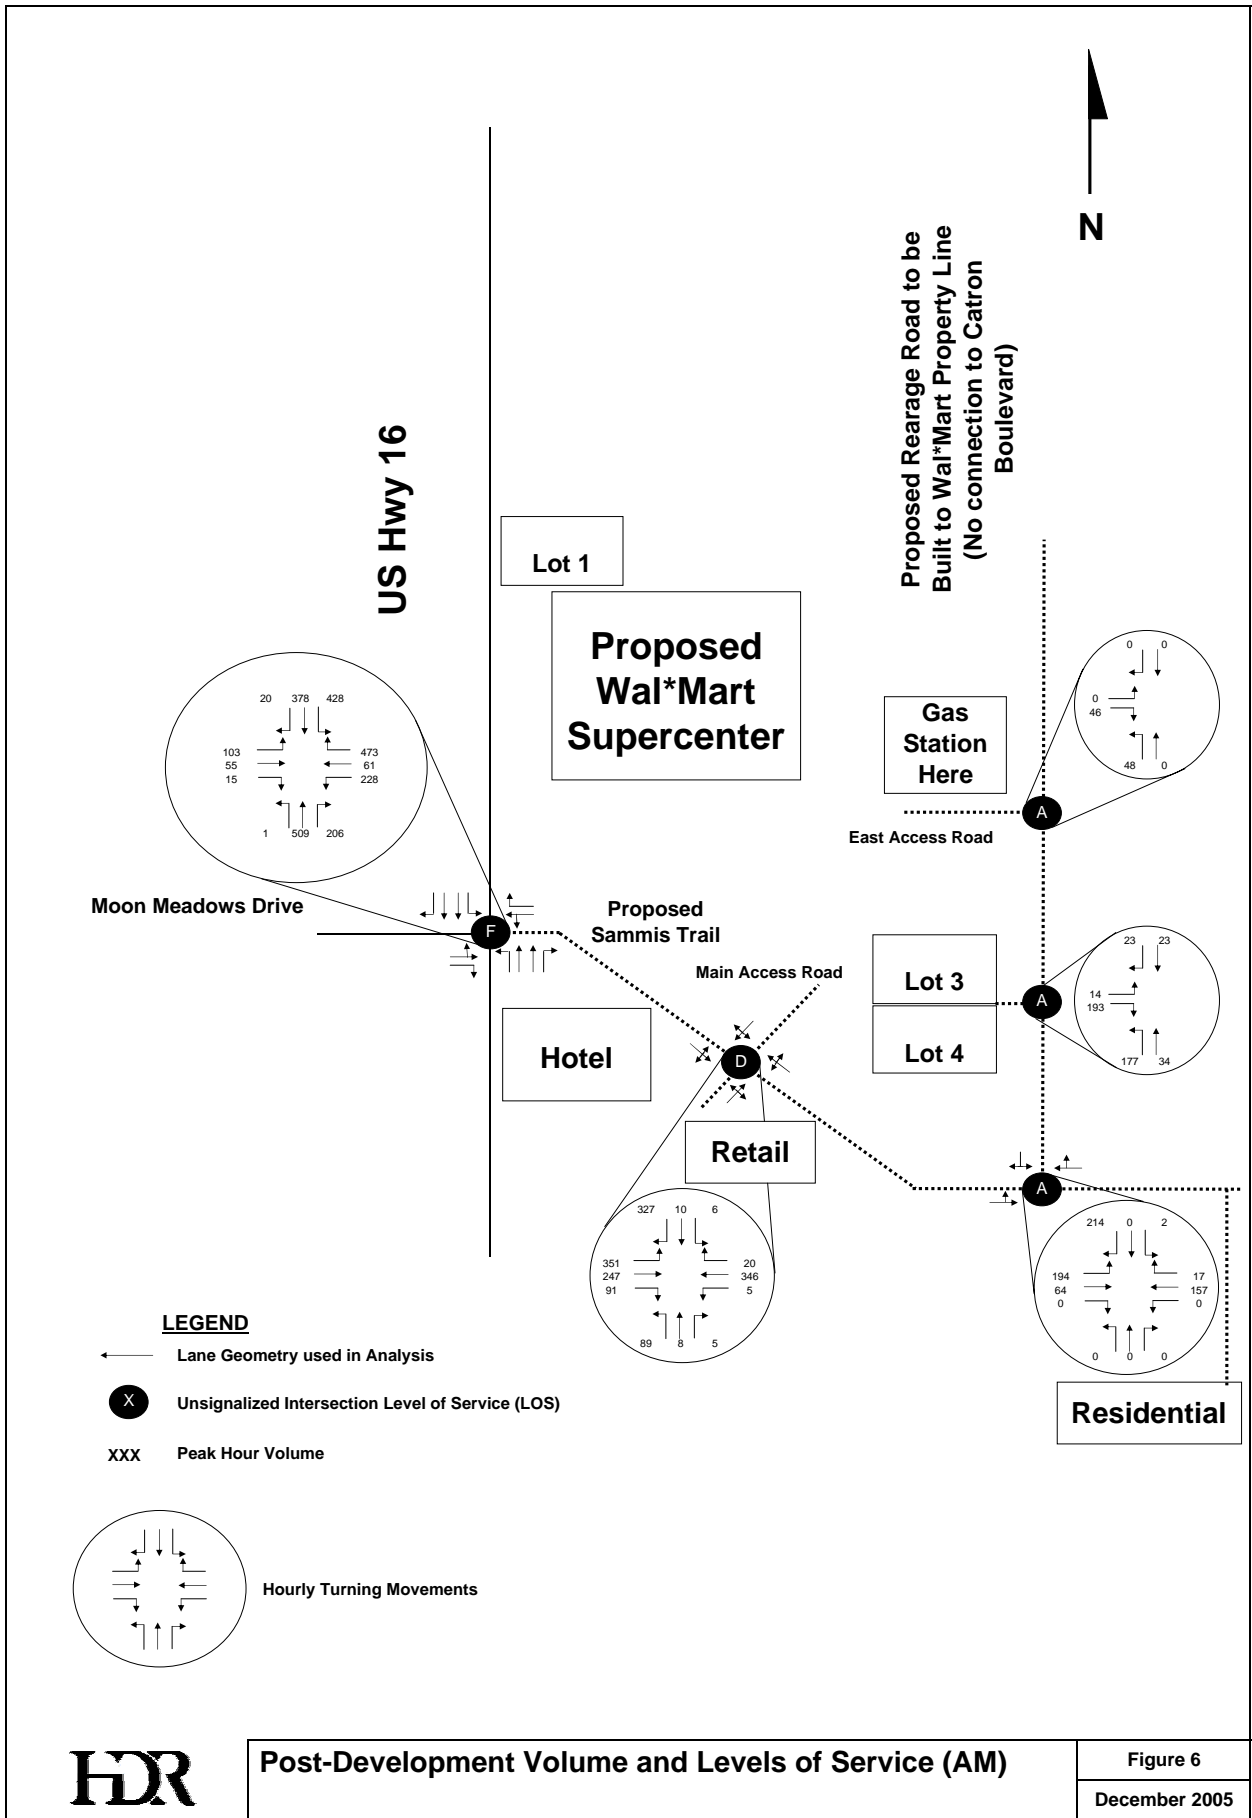 N
Proposed Rearage Road to be
Built to Wal*Mart Property Line
(No connection to Catron
Boulevard)
US Hwy 16
Lot 1
Proposed
Wal*Mart
Supercenter
Gas
Station
Here
0 0
0
46
48 0
A
East Access Road
20 378 428
103 473
55 61
15 228
1 509 206
Moon Meadows Drive
F
Proposed
Sammis Trail
Main Access Road
Lot 3
Lot 4
A
23 23
14
193
177 34
Hotel
D
Retail
327 10 6
351 20
247 346
91 5
89 8 5
A
214 0 2
194 17
64 157
0 0
0 0 0
Residential
LEGEND
Lane Geometry used in Analysis
X Unsignalized Intersection Level of Service (LOS)
XXX Peak Hour Volume
Hourly Turning Movements
HDR
Post-Development Volume and Levels of Service (AM)
Figure 6
December 2005